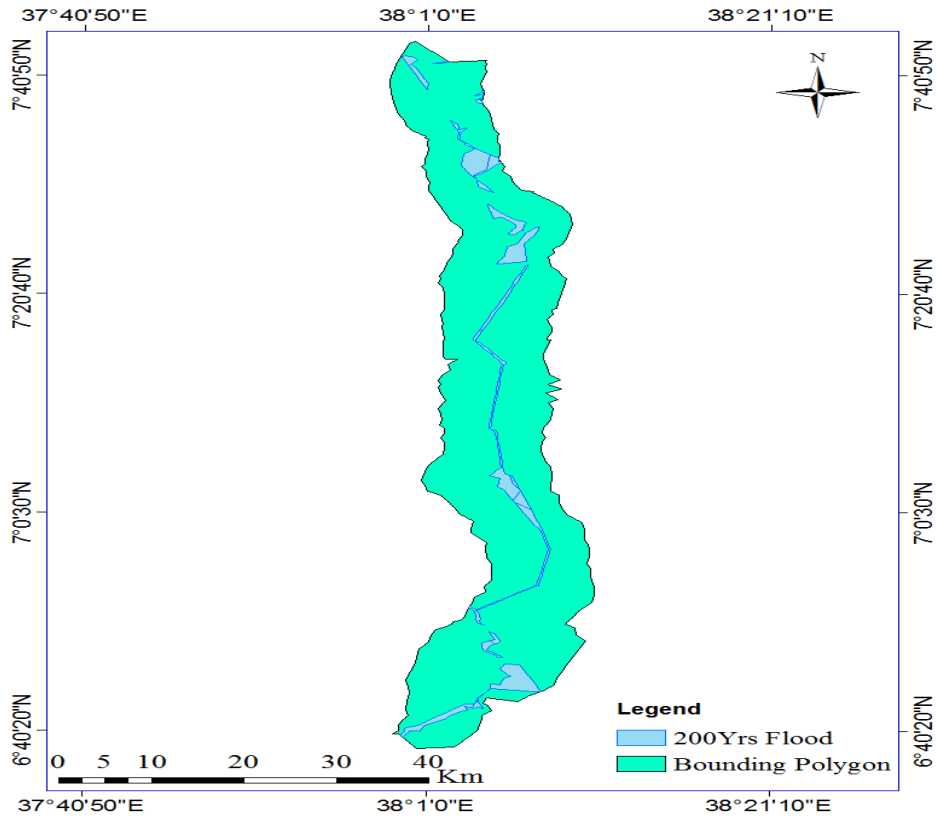 37°40'50"E 38°1'0"E 38°21'10"E
7°40'50"N 7°40'50"N
N
7°20'40"N 7°20'40"N
7°0'30"N 7°0'30"N
Legend
200Yrs Flood
Bounding Polygon
6°40'20"N 6°40'20"N
0 5 10 20 30 40
Km
37°40'50"E 38°1'0"E 38°21'10"E